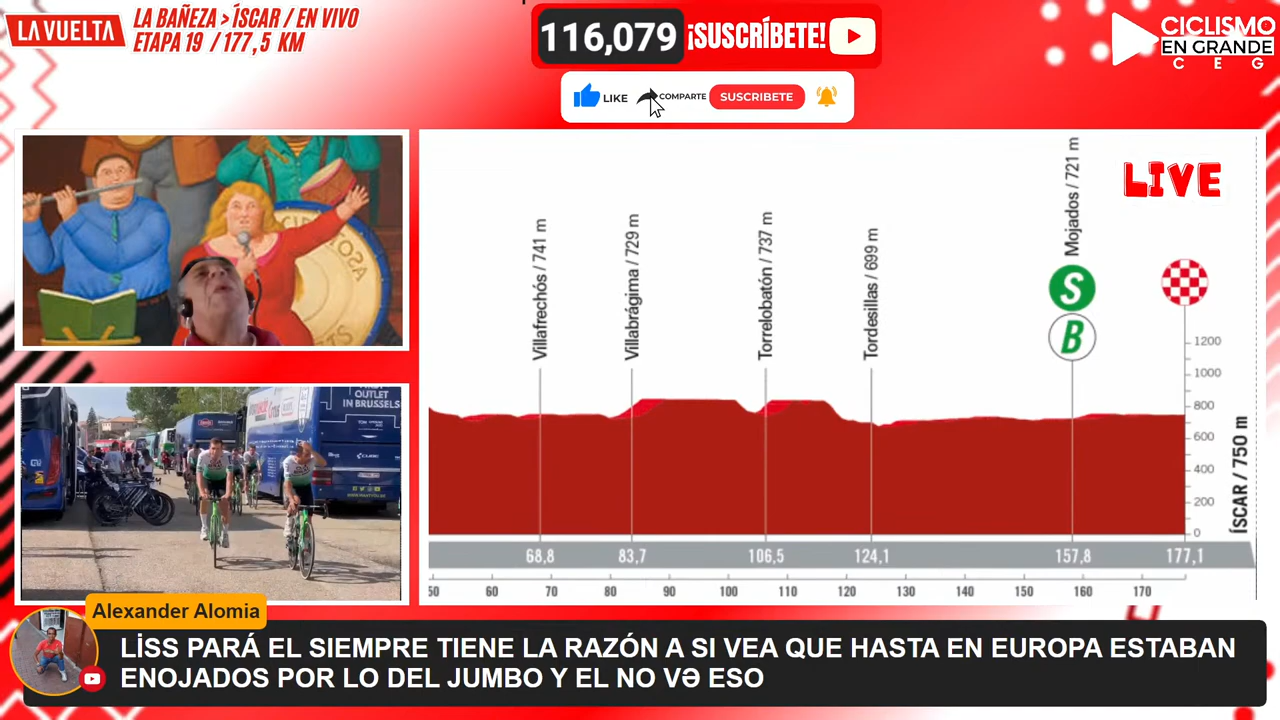 LA VUELTA
LA BAÑEZA > ÍSCAR / EN VIVO
ETAPA 19 / 177,5 KM
116,079
¡SUSCRÍBETE!
LIKE
COMPARTE
SUSCRIBETE
CICLISMO
EN GRANDE
C E G
LIVE
Villafrechós / 741 m
Villabrágima / 729 m
Torrelobatón / 737 m
Tordesillas / 699 m
Mojados / 721 m
S
B
1200
1000
800
600
400
200
0
ÍSCAR / 750 m
68,8
83,7
106,5
124,1
157,8
177,1
50 60 70 80 90 100 110 120 130 140 150 160 170
OUTLET
IN BRUSSELS
Alexander Alomia
LİSS PARÁ EL SIEMPRE TIENE LA RAZÓN A SI VEA QUE HASTA EN EUROPA ESTABAN
ENOJADOS POR LO DEL JUMBO Y EL NO VƏ ESO